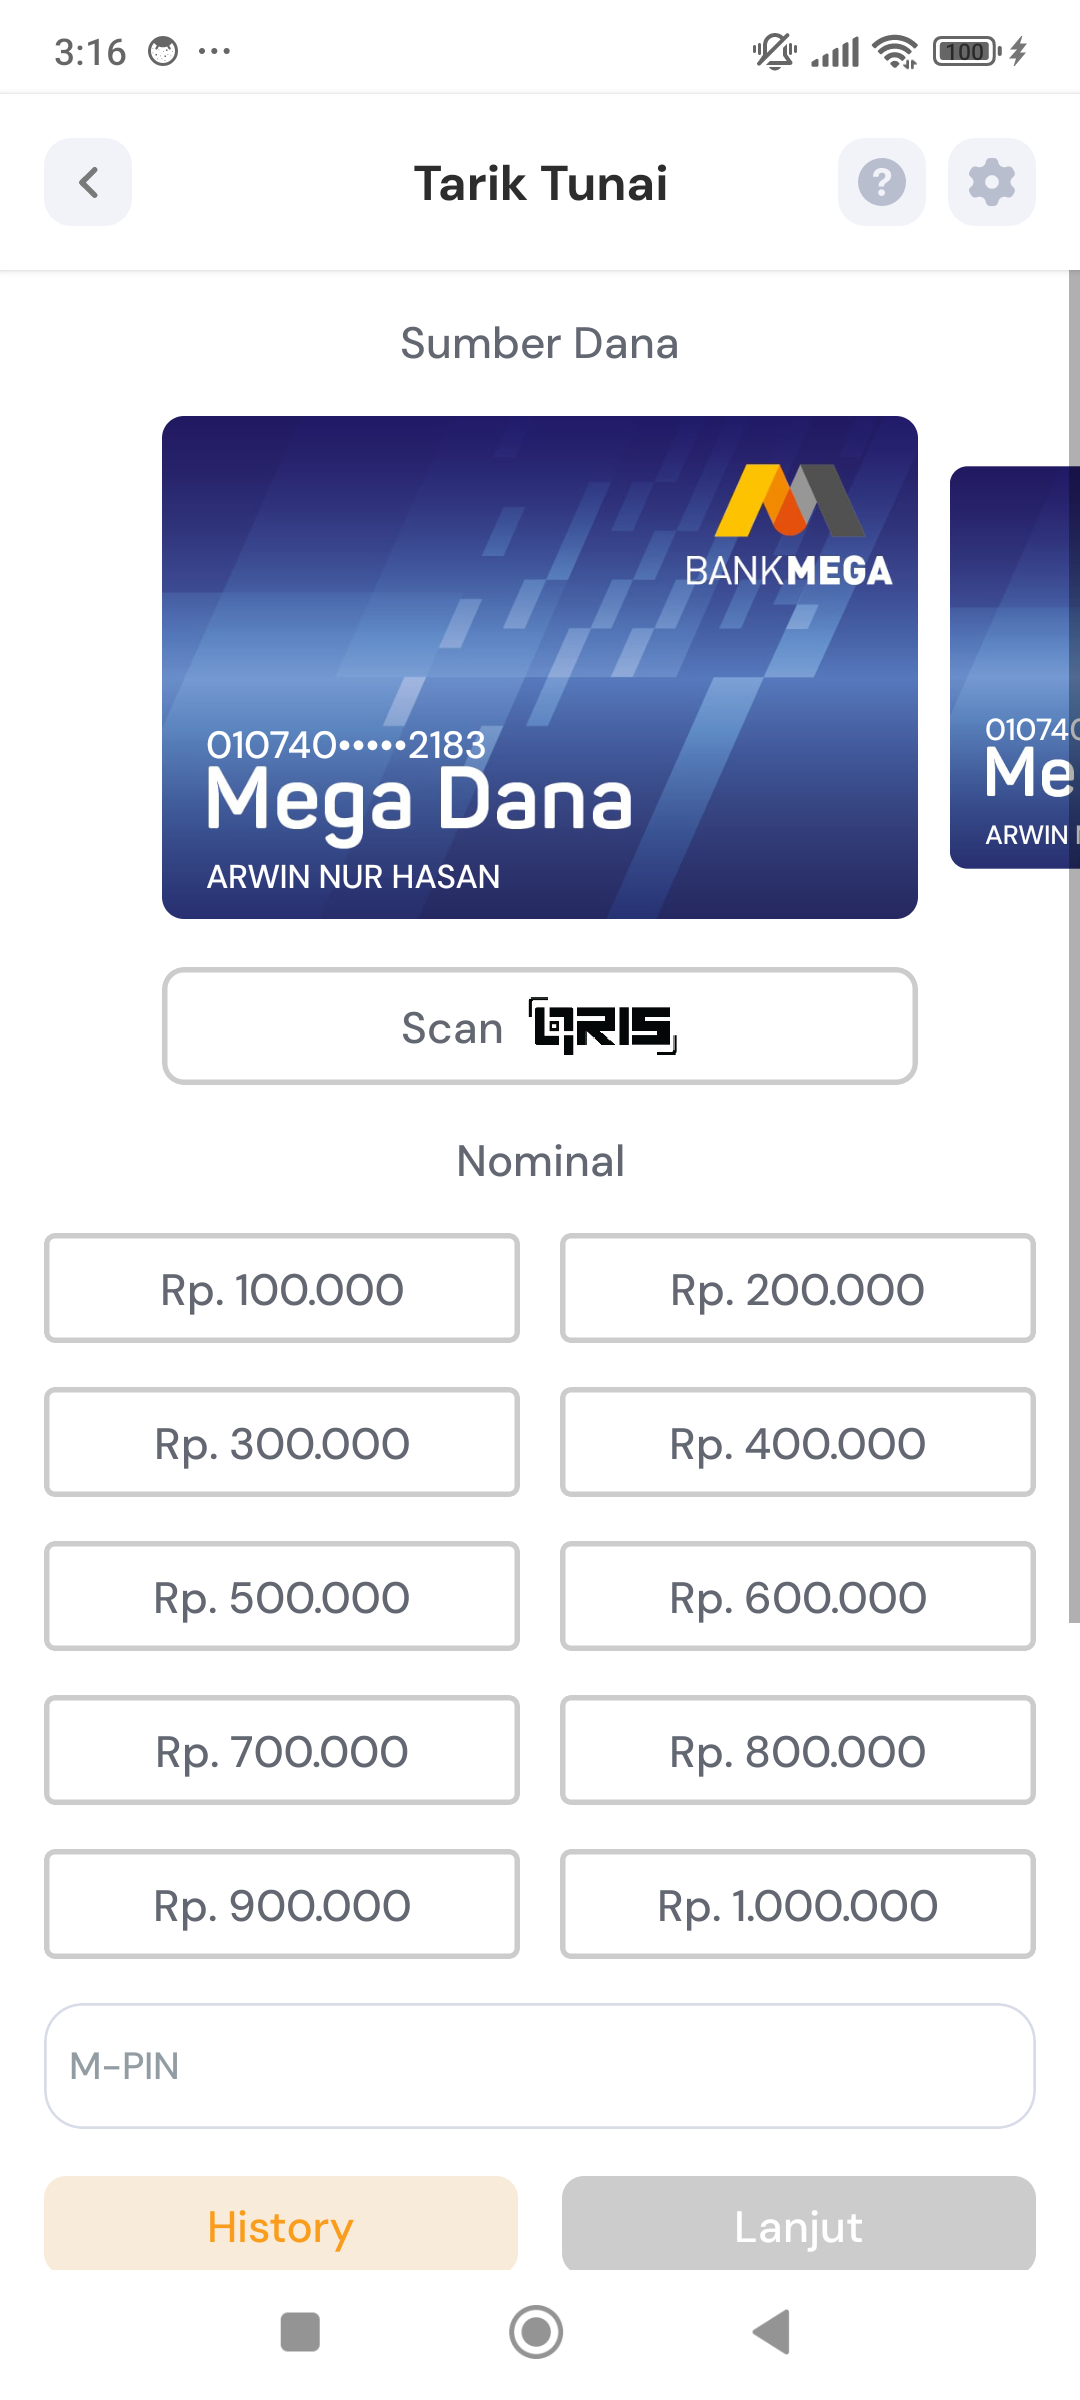 3:16
100
Tarik Tunai
Sumber Dana
BANKMEGA
010740•••••2183
Mega Dana
ARWIN NUR HASAN
010740
Me
ARWIN
Scan QRIS
Nominal
Rp. 100.000
Rp. 200.000
Rp. 300.000
Rp. 400.000
Rp. 500.000
Rp. 600.000
Rp. 700.000
Rp. 800.000
Rp. 900.000
Rp. 1.000.000
M-PIN
History
Lanjut